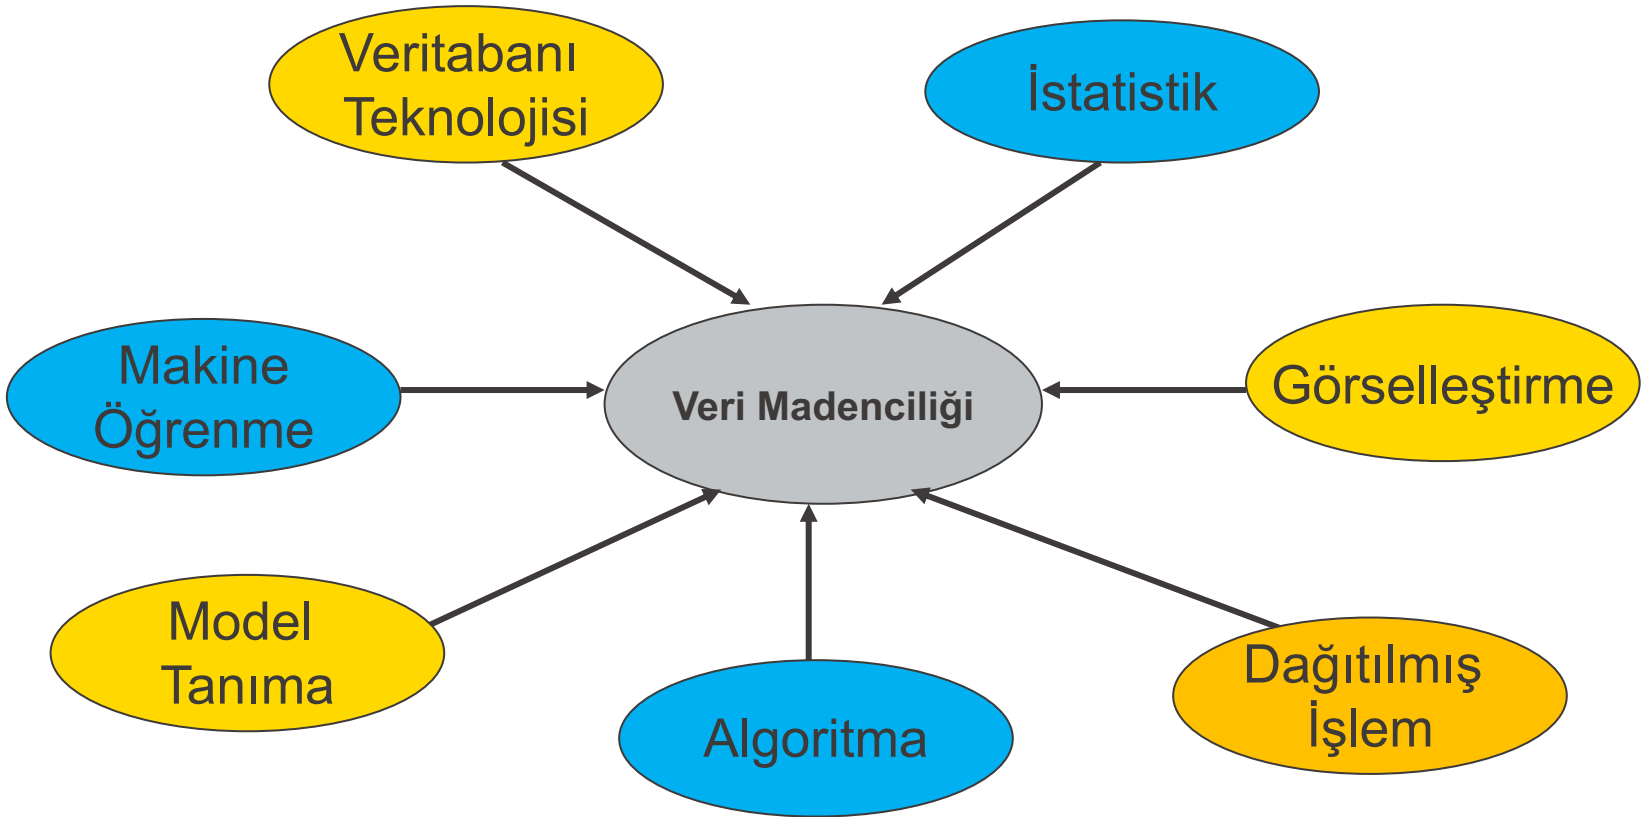 Veritabanı
Teknolojisi
İstatistik
Makine
Öğrenme
Veri Madenciliği
Görselleştirme
Model
Tanıma
Algoritma
Dağıtılmış
İşlem